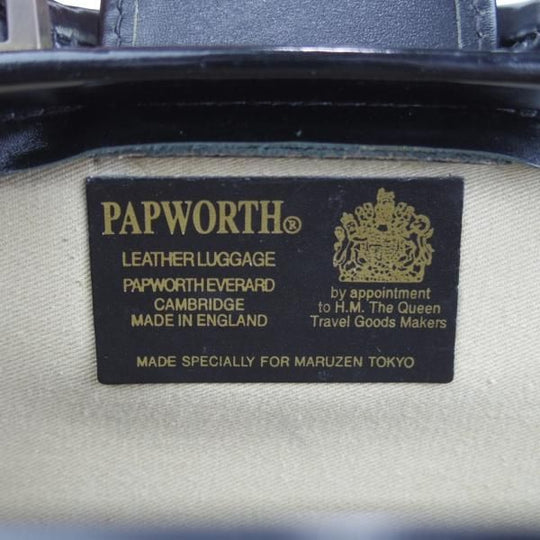 PAPWORTH®
LEATHER LUGGAGE
PAPWORTH EVERARD
CAMBRIDGE
MADE IN ENGLAND
by appointment
to H.M. The Queen
Travel Goods Makers
MADE SPECIALLY FOR MARUZEN TOKYO